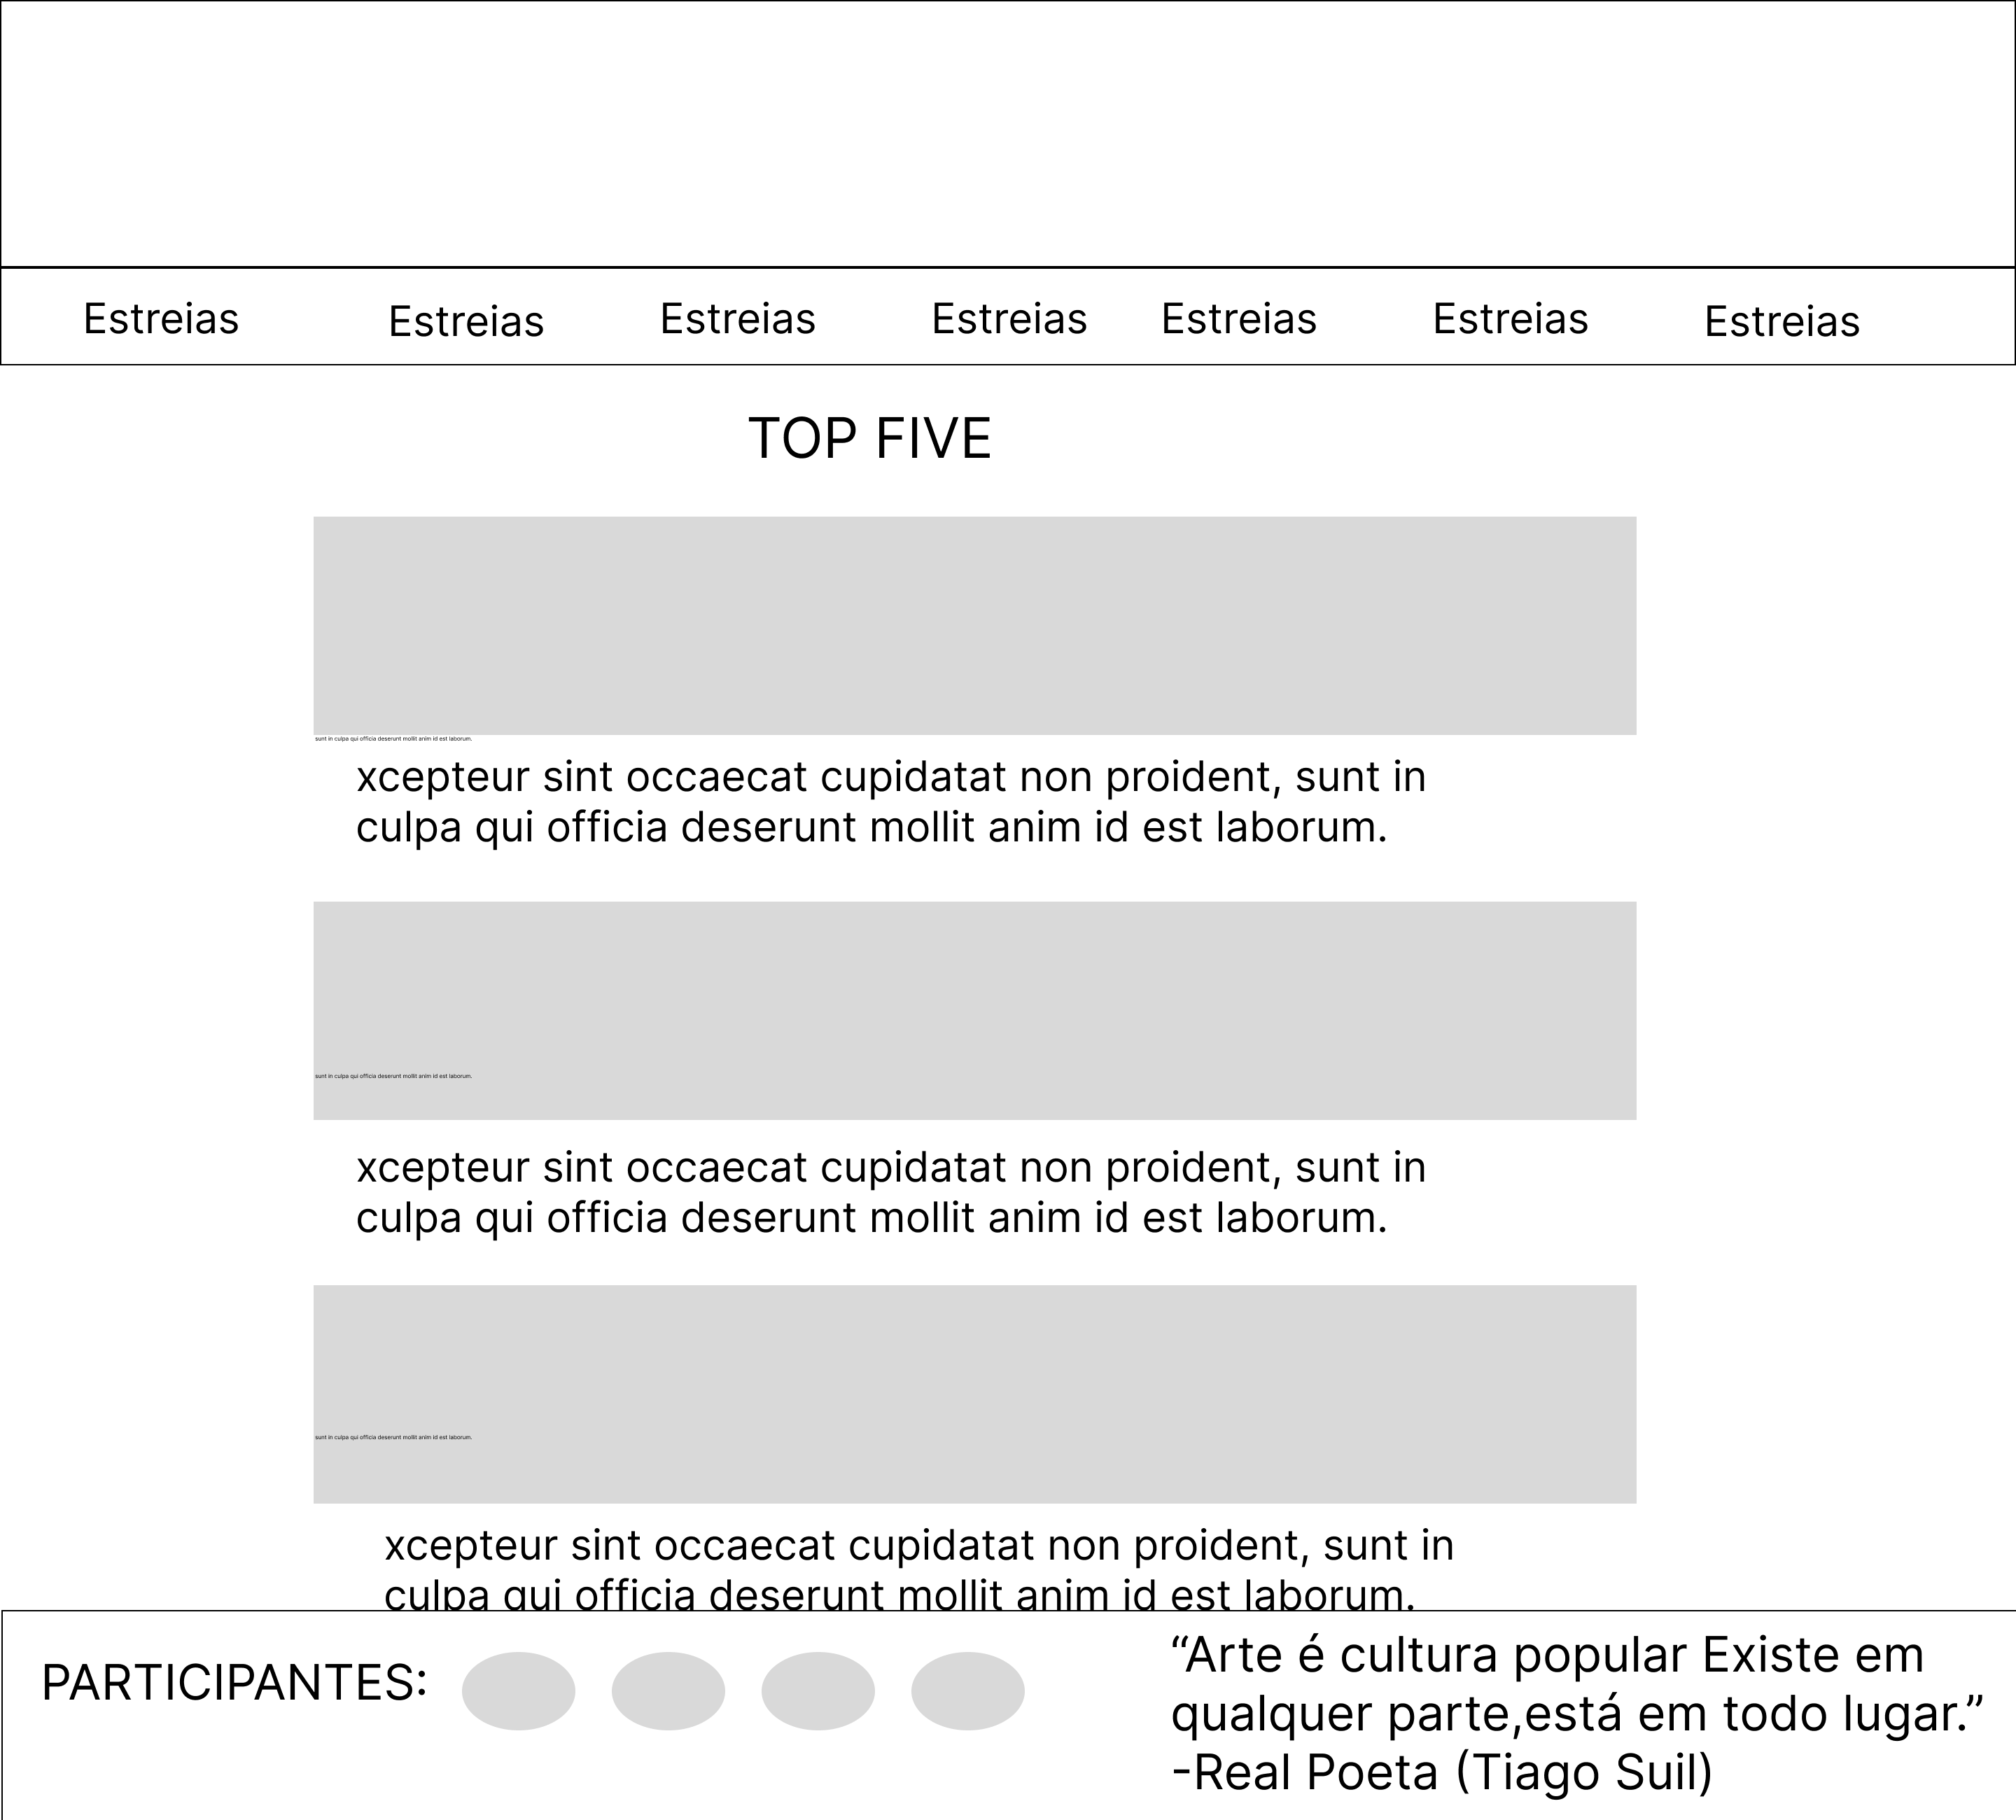 Estreias Estreias Estreias Estreias Estreias Estreias Estreias
TOP FIVE
sunt in culpa qui officia deserunt mollit anim id est laborum.
xcepteur sint occaecat cupidatat non proident, sunt in
culpa qui officia deserunt mollit anim id est laborum.
sunt in culpa qui officia deserunt mollit anim id est laborum.
xcepteur sint occaecat cupidatat non proident, sunt in
culpa qui officia deserunt mollit anim id est laborum.
sunt in culpa qui officia deserunt mollit anim id est laborum.
xcepteur sint occaecat cupidatat non proident, sunt in
culpa qui officia deserunt mollit anim id est laborum.
PARTICIPANTES:
“Arte é cultura popular Existe em
qualquer parte,está em todo lugar.”
-Real Poeta (Tiago Suil)